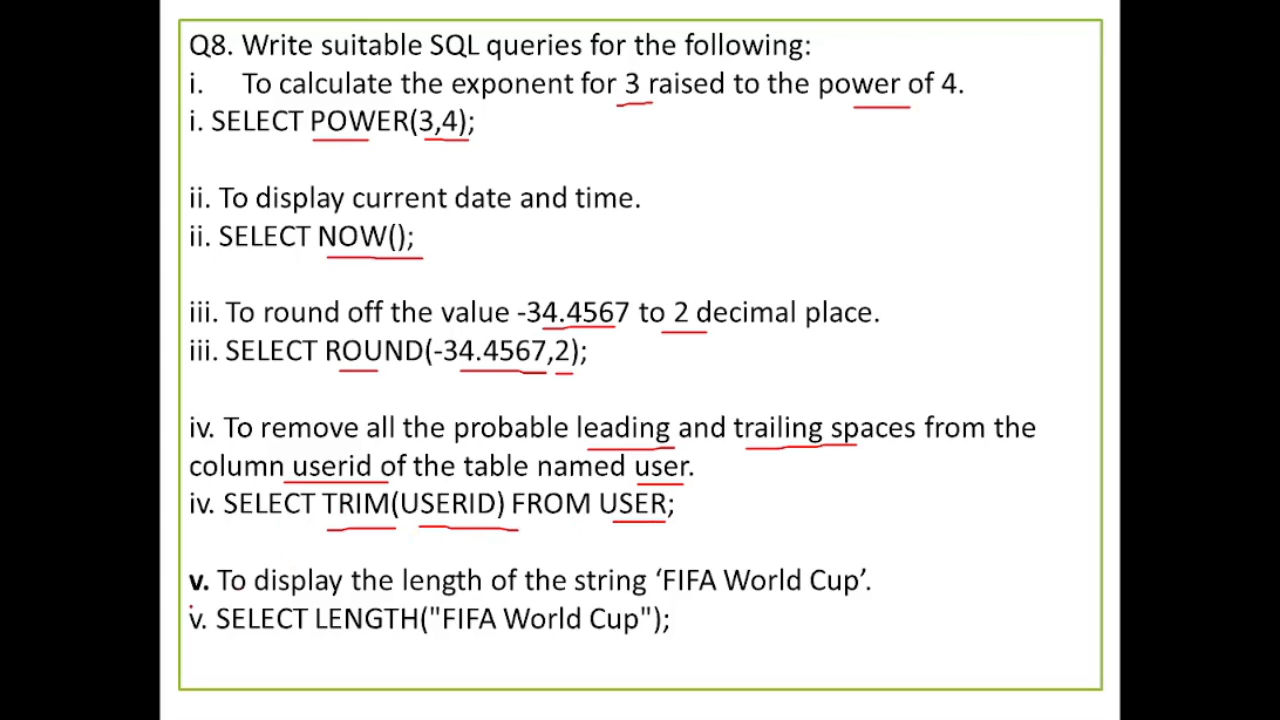 Q8. Write suitable SQL queries for the following:
i. To calculate the exponent for 3 raised to the power of 4.
i. SELECT POWER(3,4);
ii. To display current date and time.
ii. SELECT NOW();
iii. To round off the value -34.4567 to 2 decimal place.
iii. SELECT ROUND(-34.4567,2);
iv. To remove all the probable leading and trailing spaces from the
column userid of the table named user.
iv. SELECT TRIM(USERID) FROM USER;
v. To display the length of the string ‘FIFA World Cup’.
v. SELECT LENGTH("FIFA World Cup");